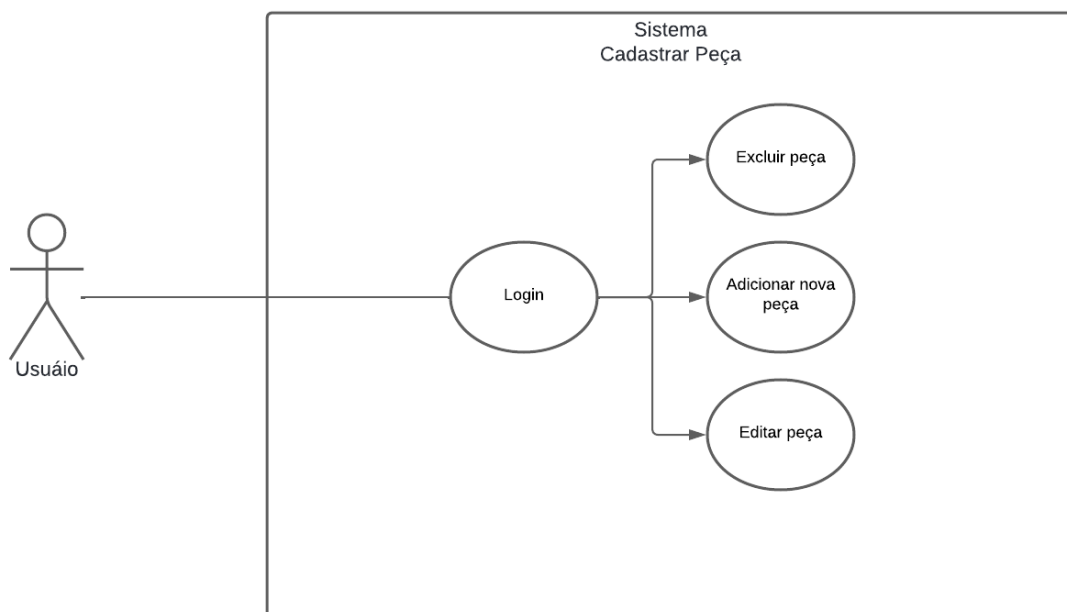 Sistema
Cadastrar Peça
Excluir peça
Login
Adicionar nova
peça
Editar peça
Usuáio